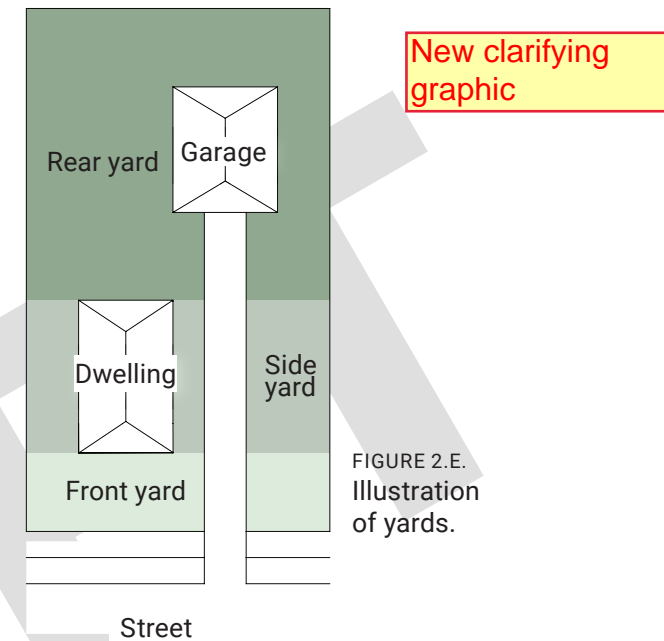 New clarifying
graphic
Garage
Rear yard
Dwelling
Side
yard
Front yard
FIGURE 2.E.
Illustration
of yards.
Street